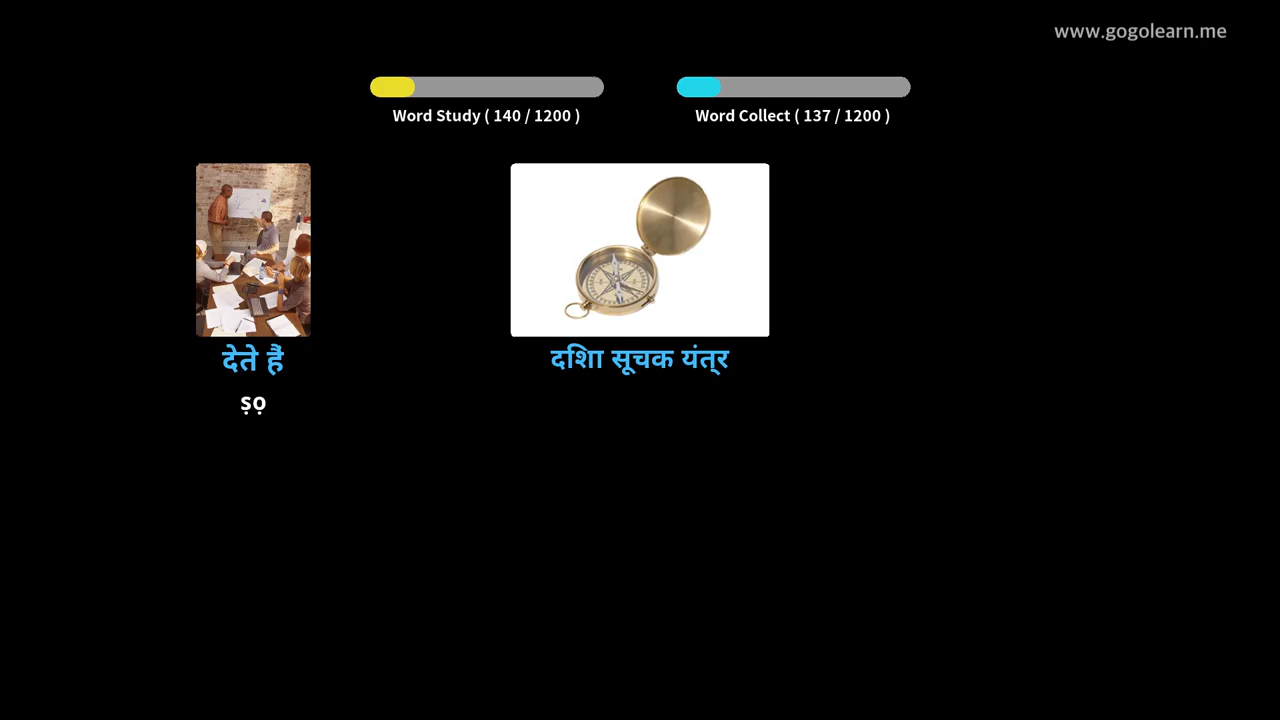 www.gogolearn.me
Word Study ( 140 / 1200 )
Word Collect ( 137 / 1200 )
देते हैं
दिशा सूचक यंत्र
ṣọ